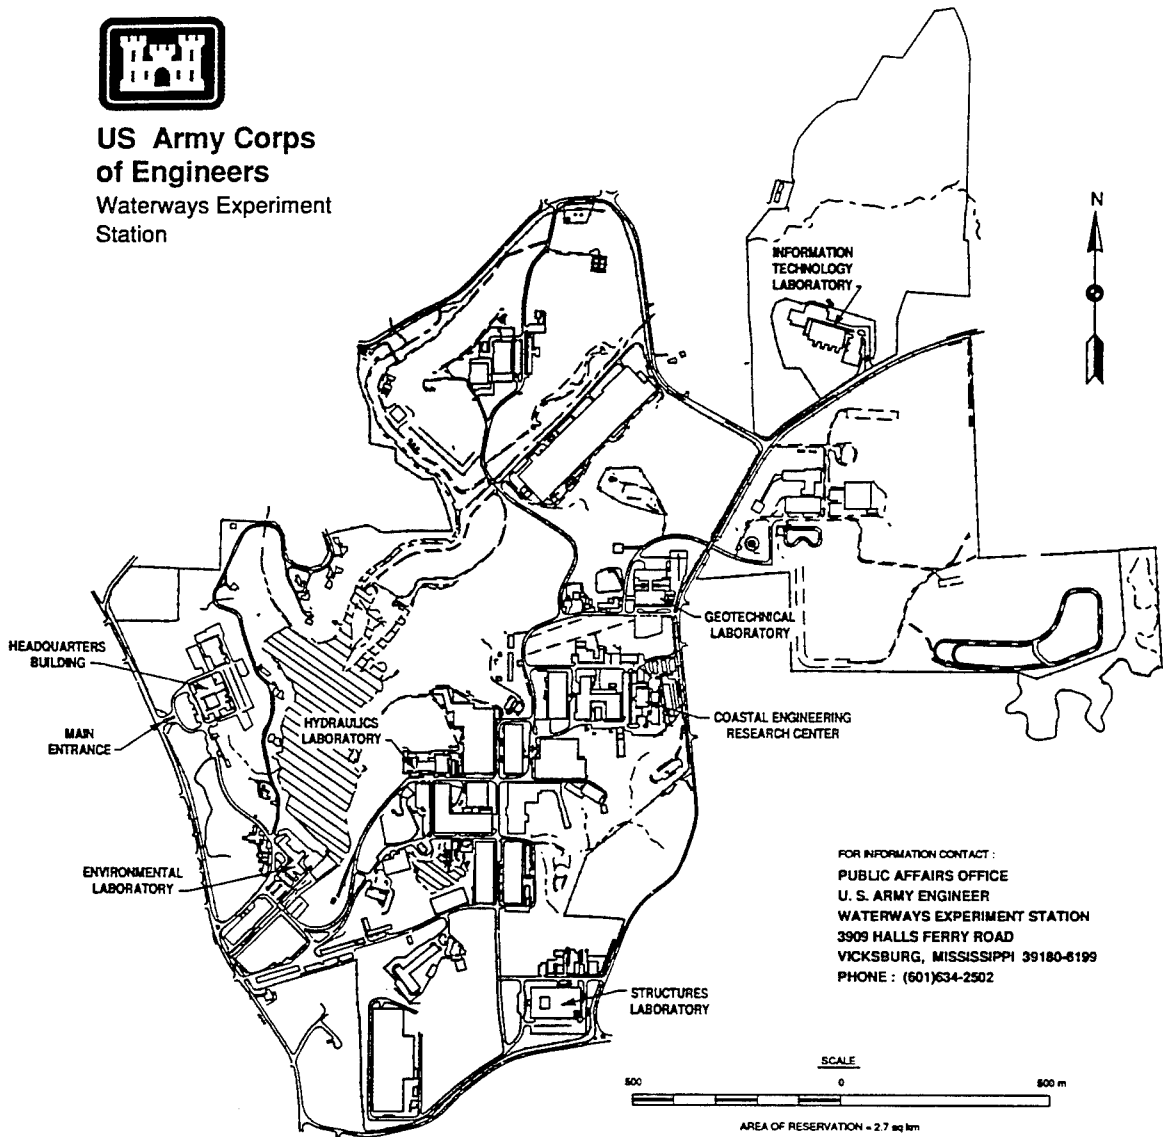 US Army Corps
of Engineers
Waterways Experiment
Station
N
INFORMATION
TECHNOLOGY
LABORATORY
GEOTECHNICAL
LABORATORY
HEADQUARTERS
BUILDING
MAIN
ENTRANCE
HYDRAULICS
LABORATORY
COASTAL ENGINEERING
RESEARCH CENTER
ENVIRONMENTAL
LABORATORY
STRUCTURES
LABORATORY
FOR INFORMATION CONTACT :
PUBLIC AFFAIRS OFFICE
U. S. ARMY ENGINEER
WATERWAYS EXPERIMENT STATION
3909 HALLS FERRY ROAD
VICKSBURG, MISSISSIPPI 39180-6199
PHONE : (601)634-2502
SCALE
500 0 500 m
AREA OF RESERVATION = 2.7 sq km